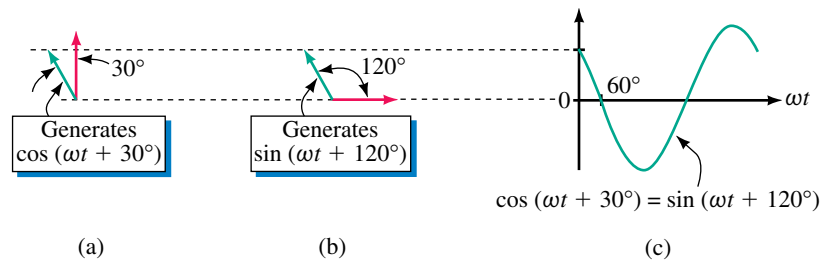 30°
Generates
cos (ωt + 30°)
(a)
120°
Generates
sin (ωt + 120°)
(b)
0
60°
ωt
cos (ωt + 30°) = sin (ωt + 120°)
(c)